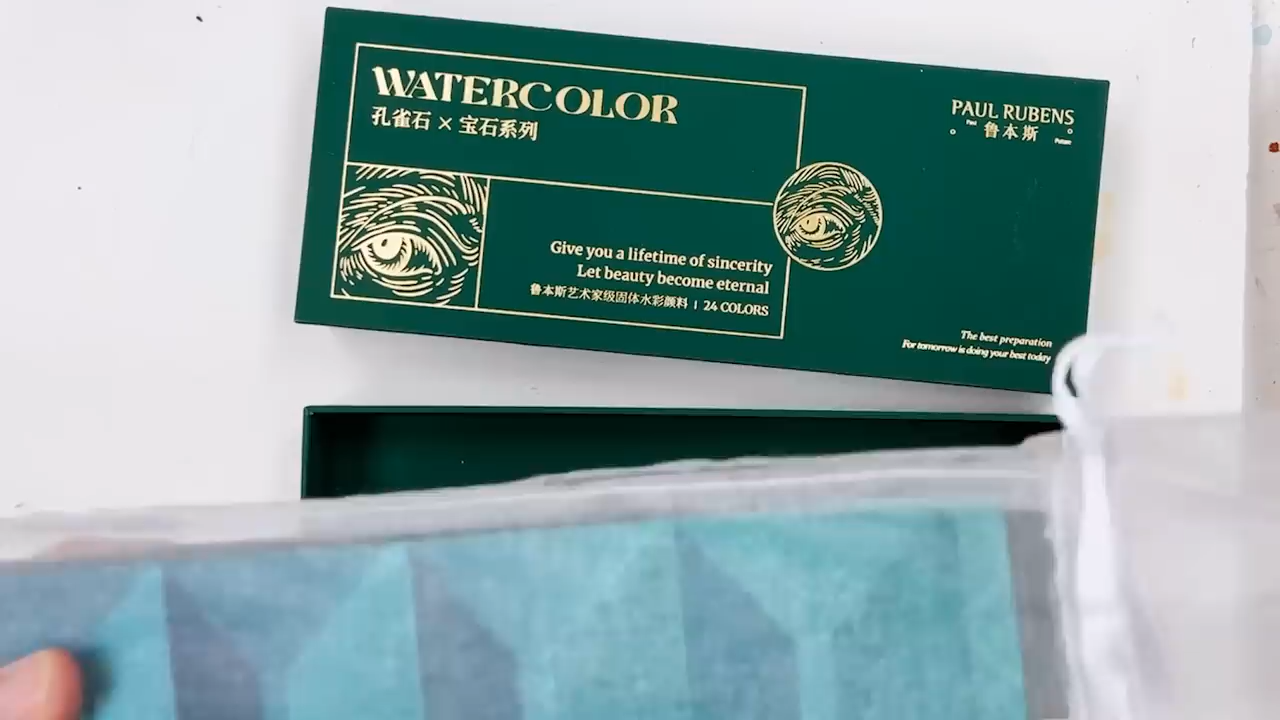 WATERCOLOR
孔雀石 × 宝石系列
PAUL RUBENS
Paul 鲁本斯 Future
Give you a lifetime of sincerity
Let beauty become eternal
鲁本斯艺术家级固体水彩颜料 | 24 COLORS
The best preparation
For tomorrow is doing your best today